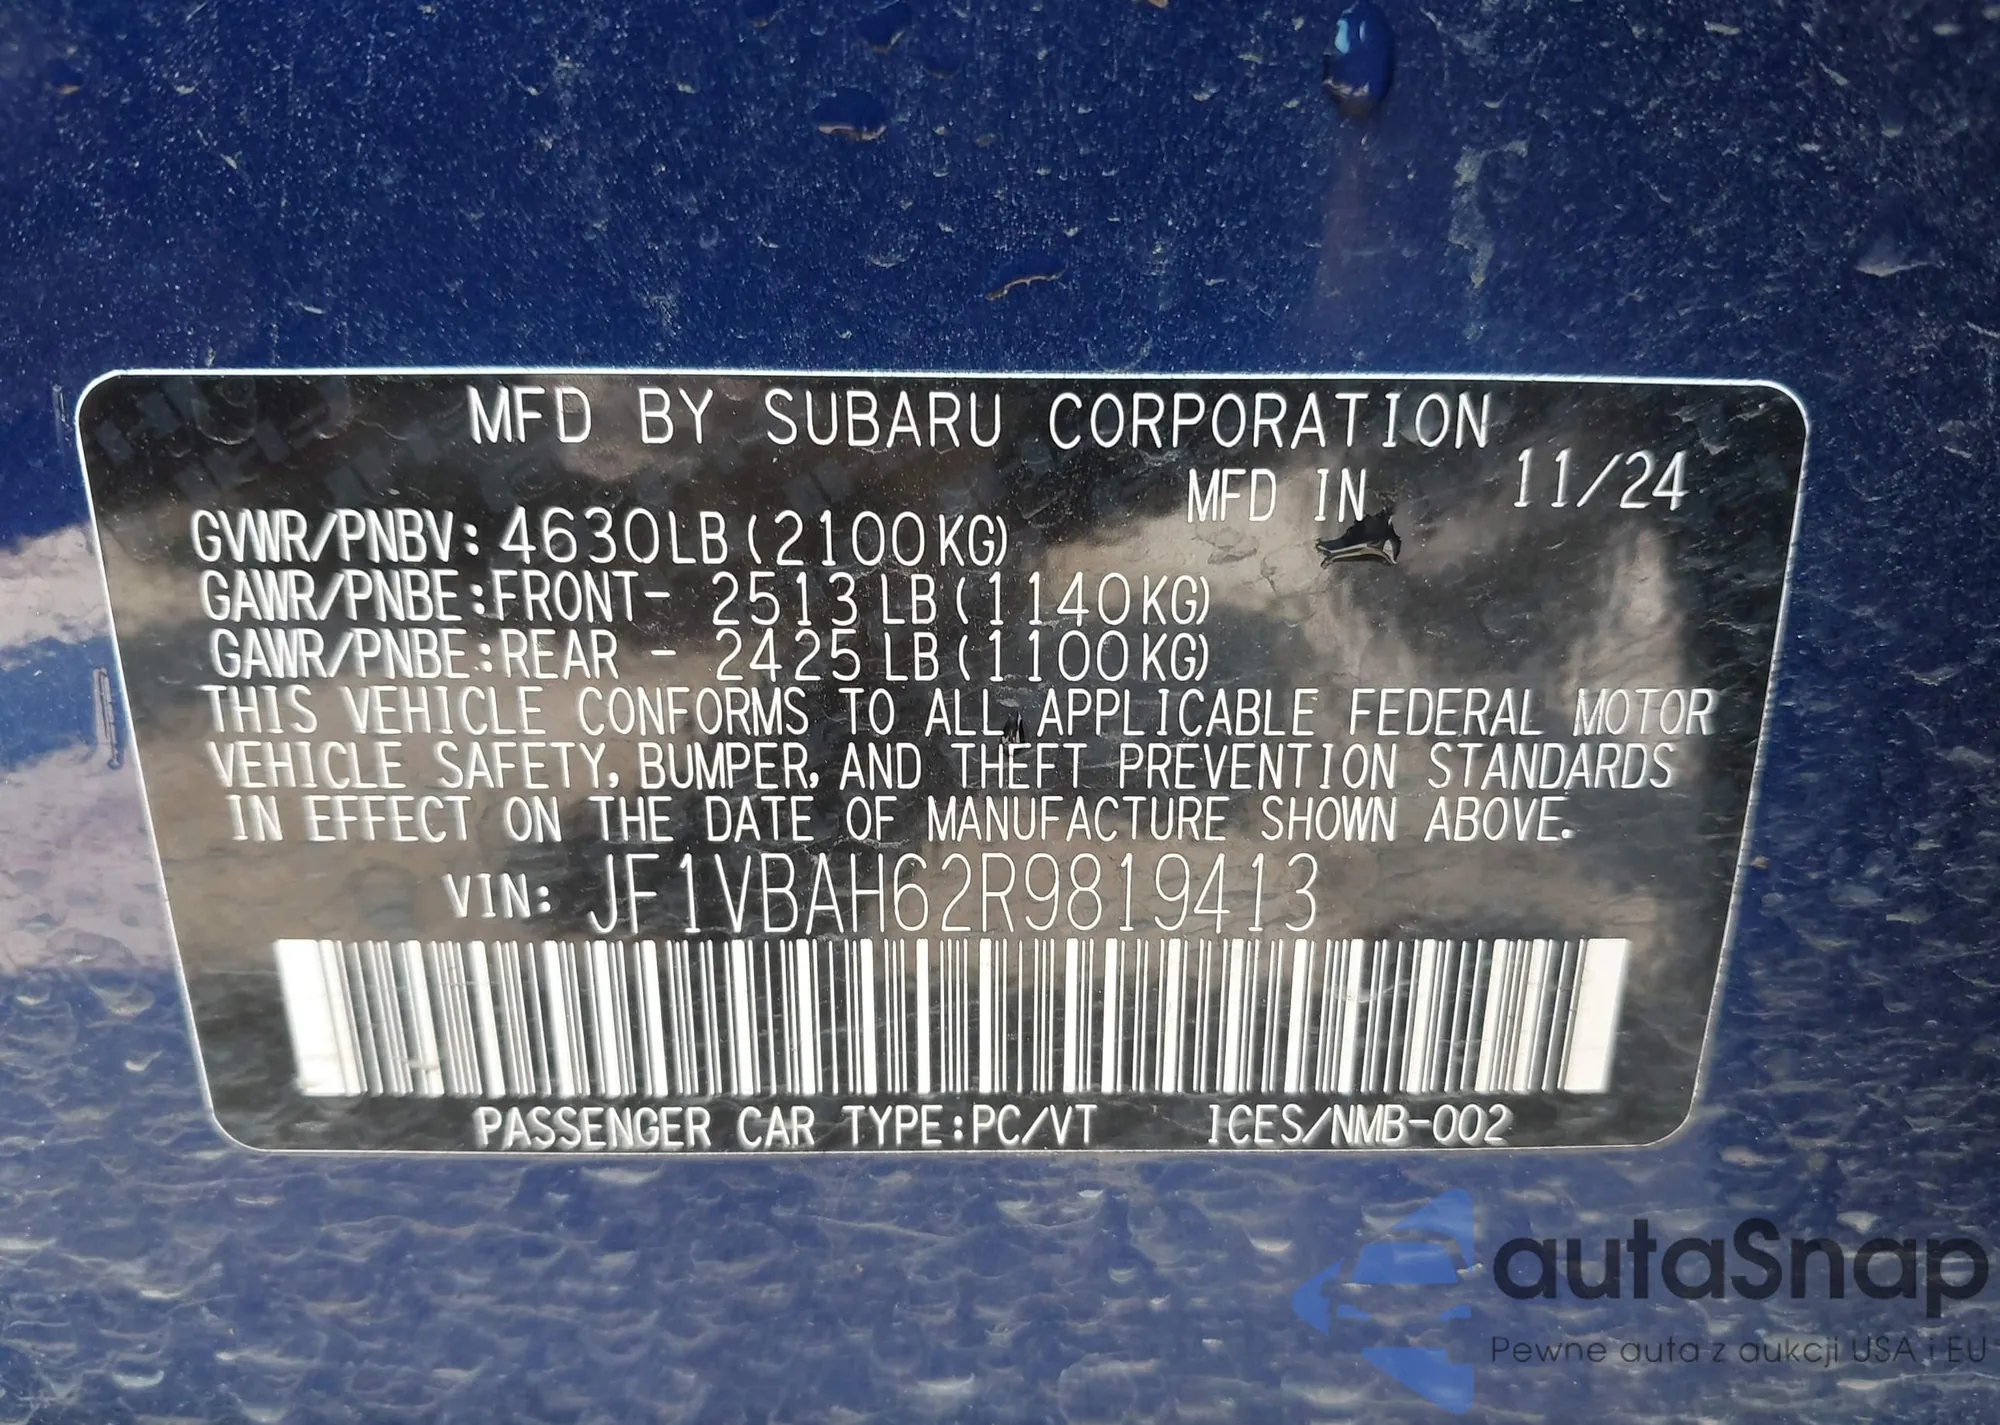 MFD BY SUBARU CORPORATION
MFD IN 11/24
GVWR/PNBV: 4630LB (2100KG)
GAWR/PNBE:FRONT- 2513 LB (1140KG)
GAWR/PNBE:REAR - 2425 LB (1100KG)
THIS VEHICLE CONFORMS TO ALL APPLICABLE FEDERAL MOTOR
VEHICLE SAFETY, BUMPER, AND THEFT PREVENTION STANDARDS
IN EFFECT ON THE DATE OF MANUFACTURE SHOWN ABOVE.
VIN: JF1VBAH62R9819413
PASSENGER CAR TYPE:PC/VT ICES/NMB-002
autaSnap
Pewne auta z aukcji USA i EU